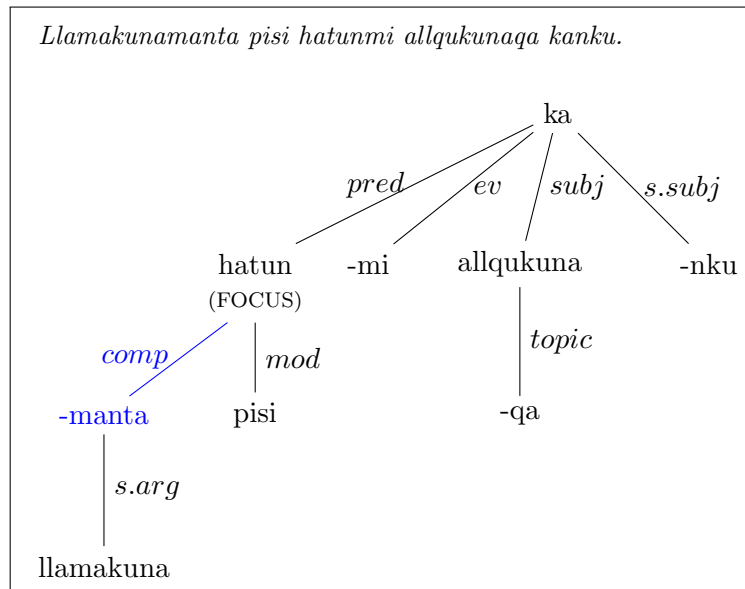 Llamakunamanta pisi hatunmi allqukunaqa kanku.
ka
pred ev subj s.subj
hatun -mi allqukuna -nku
(FOCUS)
comp mod topic
-manta pisi -qa
s.arg
llamakuna